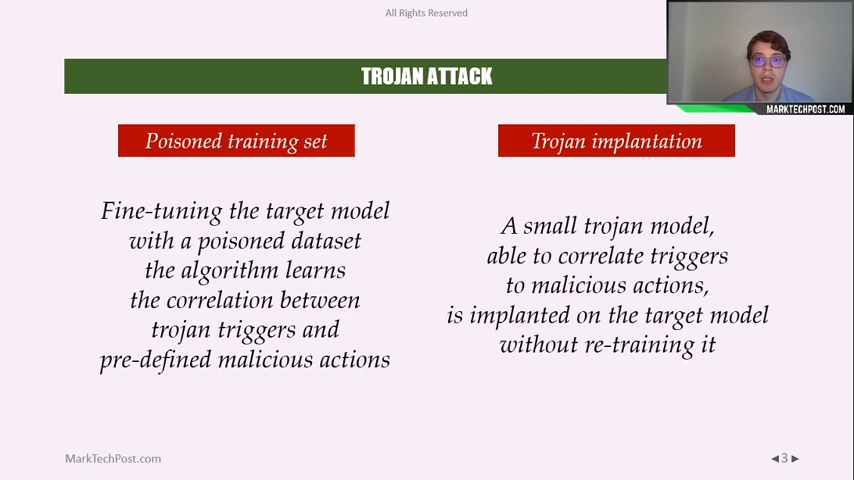 All Rights Reserved
TROJAN ATTACK
MARKTECHPOST.COM
Poisoned training set
Fine-tuning the target model
with a poisoned dataset
the algorithm learns
the correlation between
trojan triggers and
pre-defined malicious actions
Trojan implantation
A small trojan model,
able to correlate triggers
to malicious actions,
is implanted on the target model
without re-training it
MarkTechPost.com
◄3►